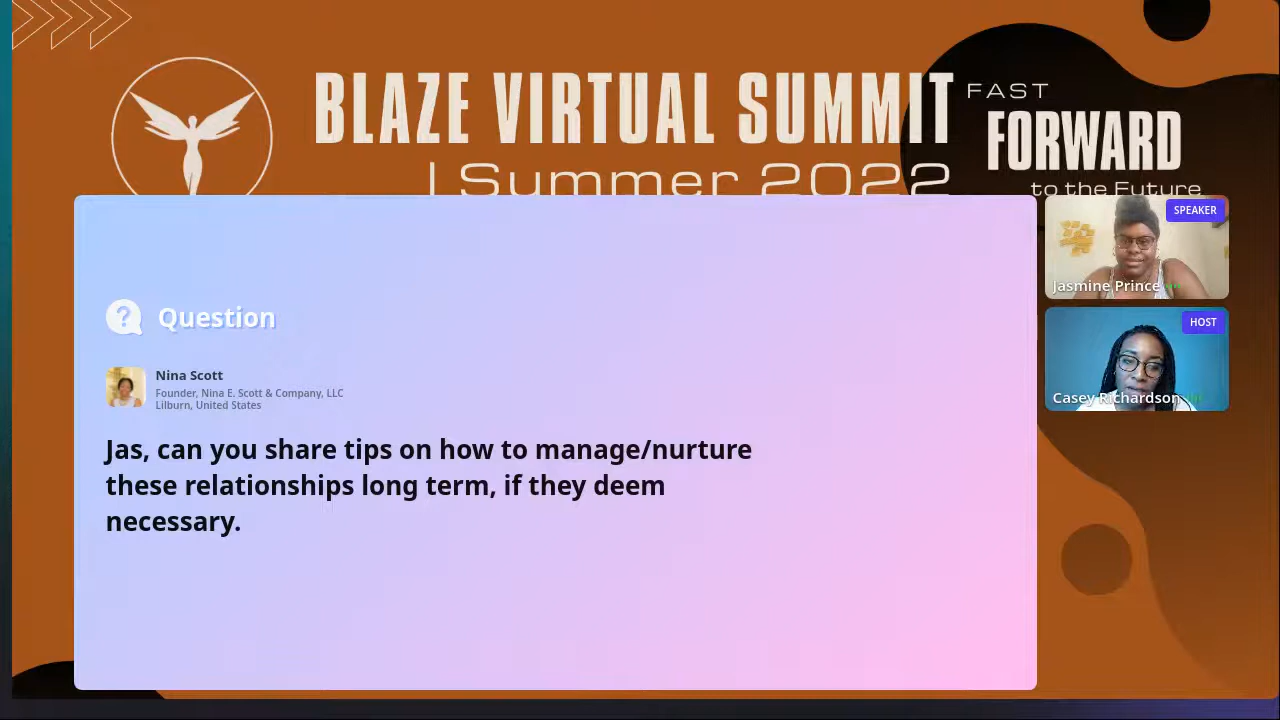 BLAZE VIRTUAL SUMMIT
| Summer 2022
FAST
FORWARD
to the Future
SPEAKER
Jasmine Prince
HOST
Casey Richardson
Question
Nina Scott
Founder, Nina E. Scott & Company, LLC
Lilburn, United States
Jas, can you share tips on how to manage/nurture
these relationships long term, if they deem
necessary.